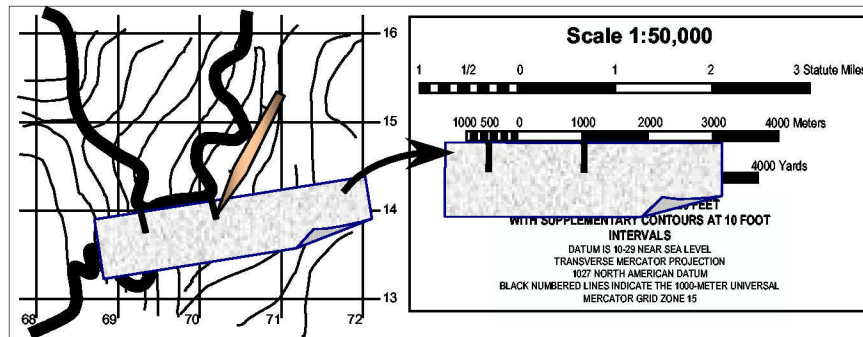 16
15
14
13
68
69
70
71
72
Scale 1:50,000
1 1/2 0 1 2 3 Statute Miles
1000 500 0 1000 2000 3000 4000 Meters
4000 Yards
FEET
WITH SUPPLEMENTARY CONTOURS AT 10 FOOT
INTERVALS
DATUM IS 10-29 NEAR SEA LEVEL
TRANSVERSE MERCATOR PROJECTION
1027 NORTH AMERICAN DATUM
BLACK NUMBERED LINES INDICATE THE 1000-METER UNIVERSAL
MERCATOR GRID ZONE 15